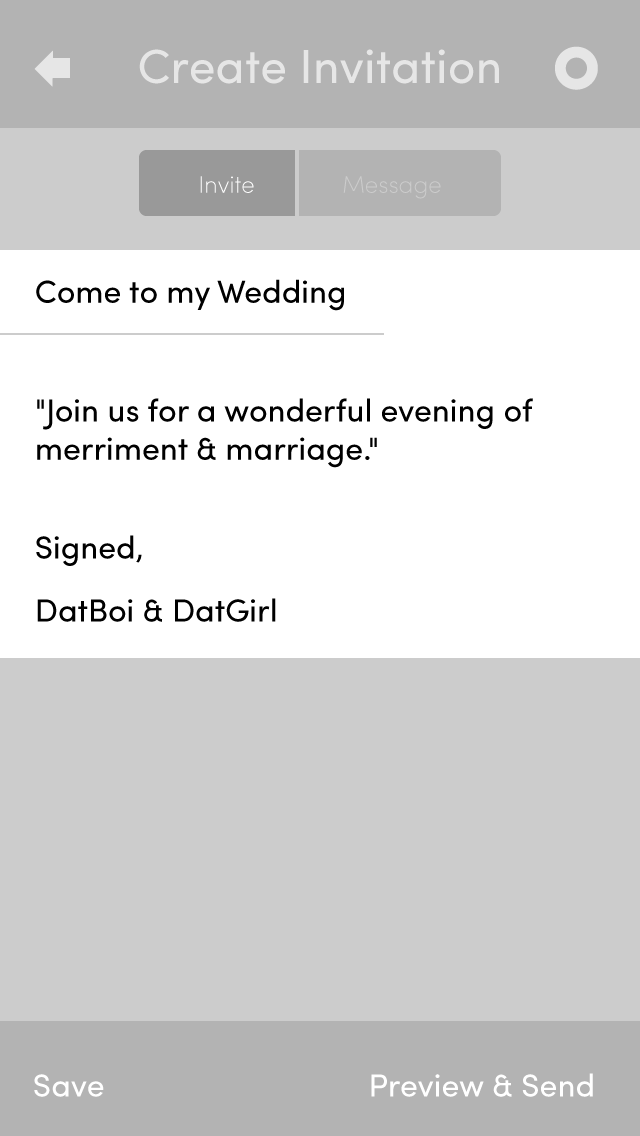 Create Invitation
Invite
Message
Come to my Wedding
"Join us for a wonderful evening of
merriment & marriage."
Signed,
DatBoi & DatGirl
Save
Preview & Send